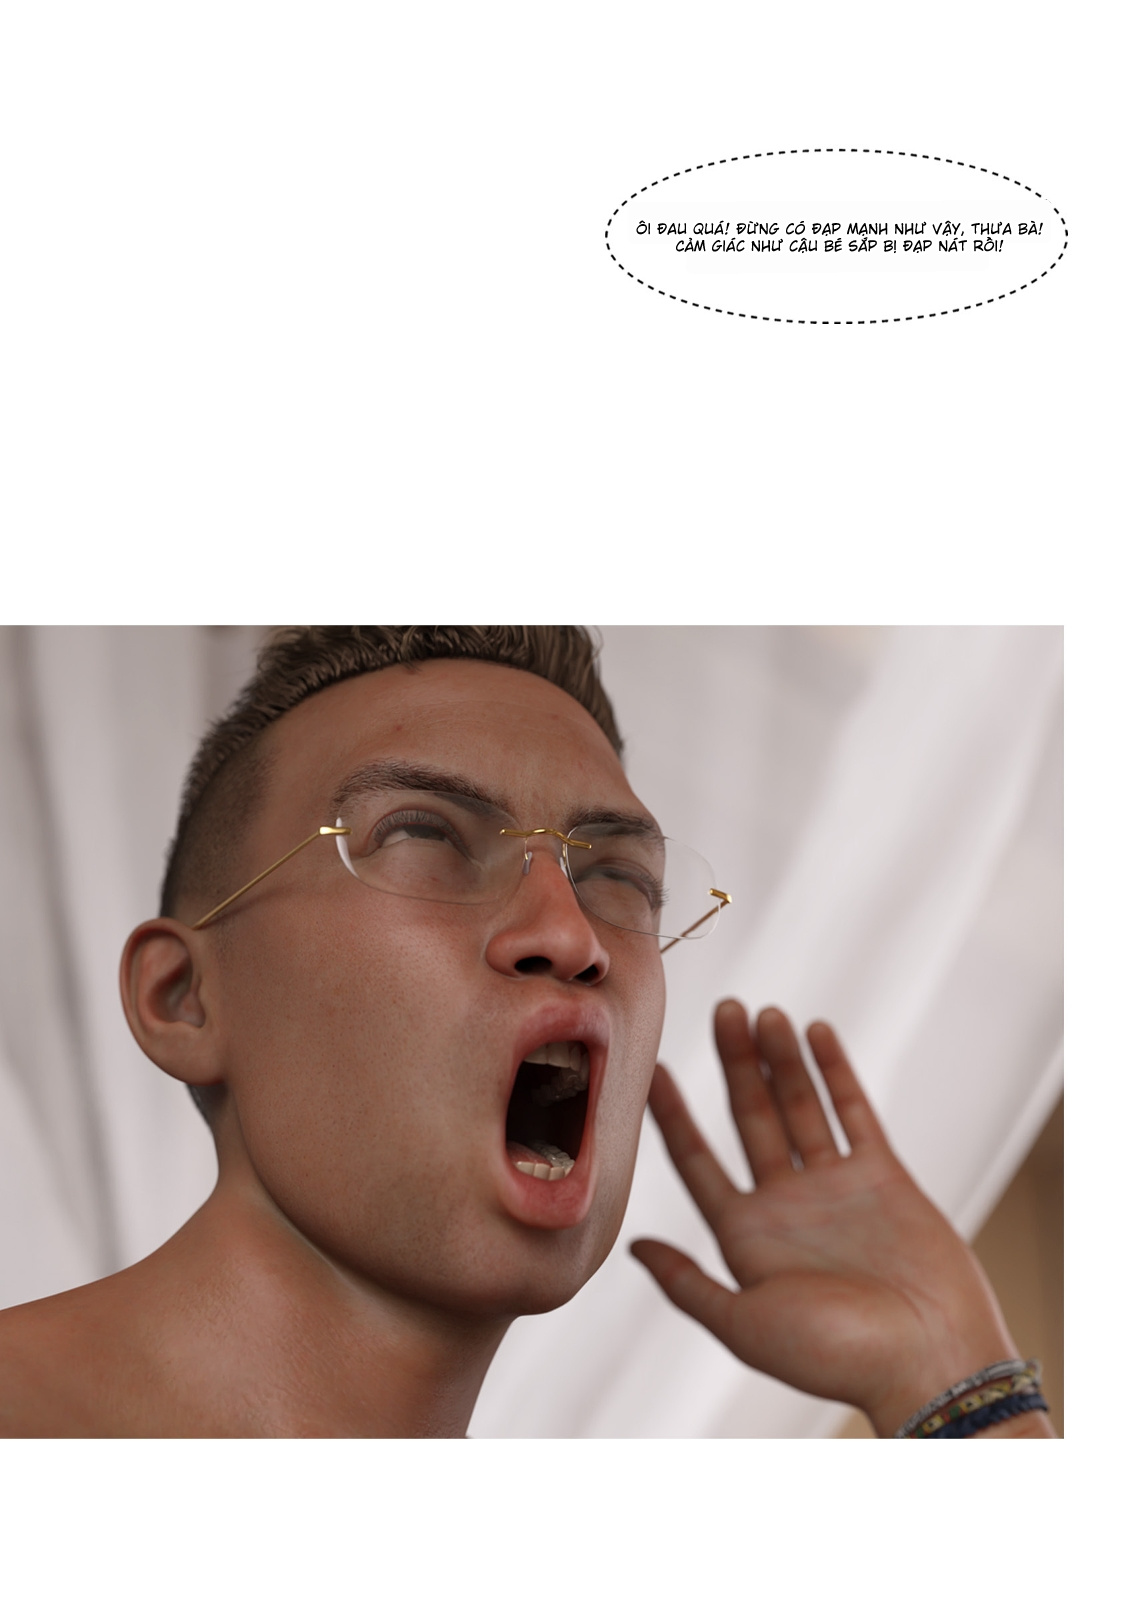 ÔI ĐAU QUÁ! ĐỪNG CÓ ĐẠP MẠNH NHƯ VẬY, THƯA BÀ!
CẢM GIÁC NHƯ CẬU BÉ SẮP BỊ ĐẠP NÁT RỒI!